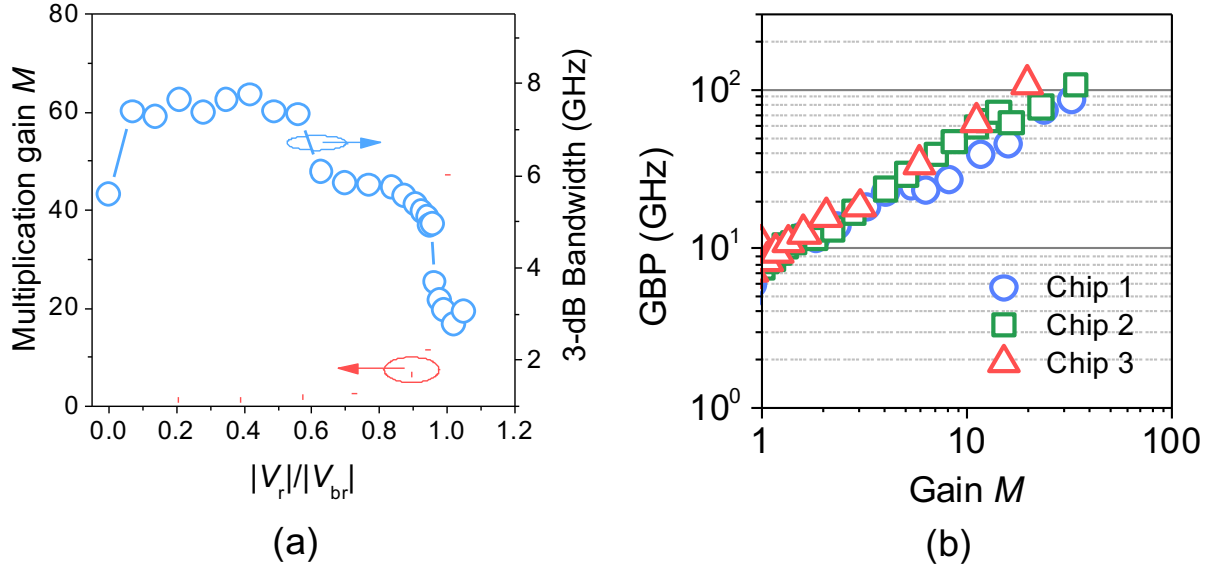 Multiplication gain M
80
60
40
20
0
8
6
4
2
3-dB Bandwidth (GHz)
0.0 0.2 0.4 0.6 0.8 1.0 1.2
|Vr|/|Vbr|
(a)
GBP (GHz)
10²
10¹
10⁰
Chip 1
Chip 2
Chip 3
1 10 100
Gain M
(b)